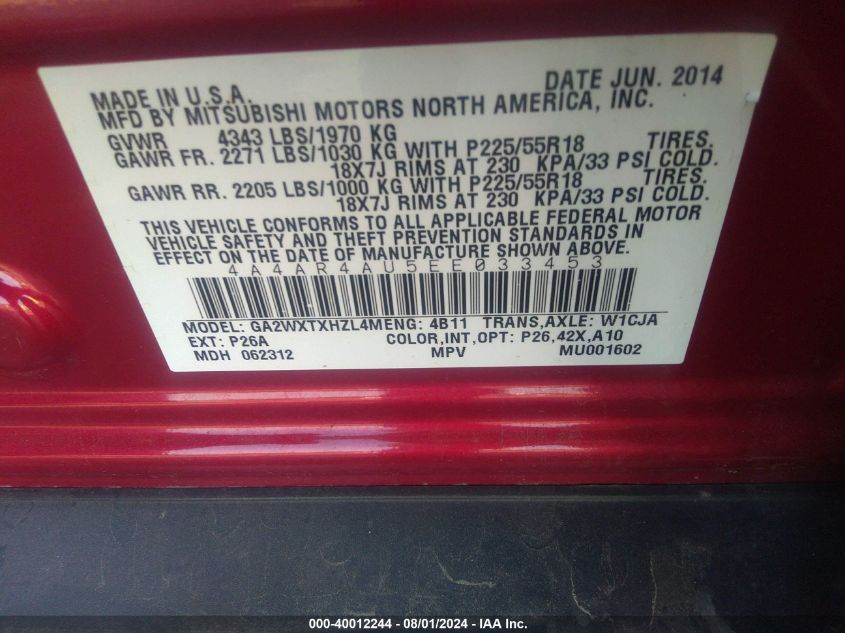 MADE IN U.S.A. DATE JUN. 2014
MFD BY MITSUBISHI MOTORS NORTH AMERICA, INC.
GVWR 4343 LBS/1970 KG
GAWR FR. 2271 LBS/1030 KG WITH P225/55R18 TIRES.
18X7J RIMS AT 230 KPA/33 PSI COLD.
GAWR RR. 2205 LBS/1000 KG WITH P225/55R18 TIRES.
18X7J RIMS AT 230 KPA/33 PSI COLD.
THIS VEHICLE CONFORMS TO ALL APPLICABLE FEDERAL MOTOR
VEHICLE SAFETY AND THEFT PREVENTION STANDARDS IN
EFFECT ON THE DATE OF MANUFACTURE SHOWN ABOVE.
4A4AR4AU5EE033453
MODEL: GA2WXTXHZL4MENG: 4B11 TRANS,AXLE: W1CJA
EXT: P26A COLOR,INT,OPT: P26,42X,A10
MDH 062312 MPV MU001602
000-40012244 - 08/01/2024 - IAA Inc.